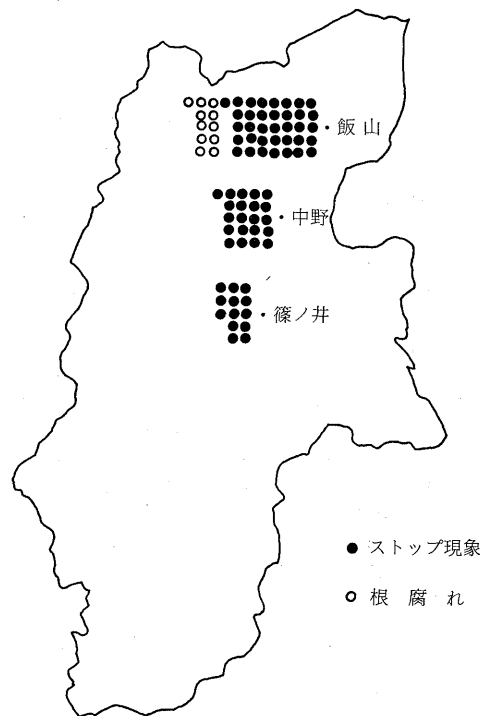 ・飯山
・中野
・篠ノ井
● ストップ現象
○ 根腐れ